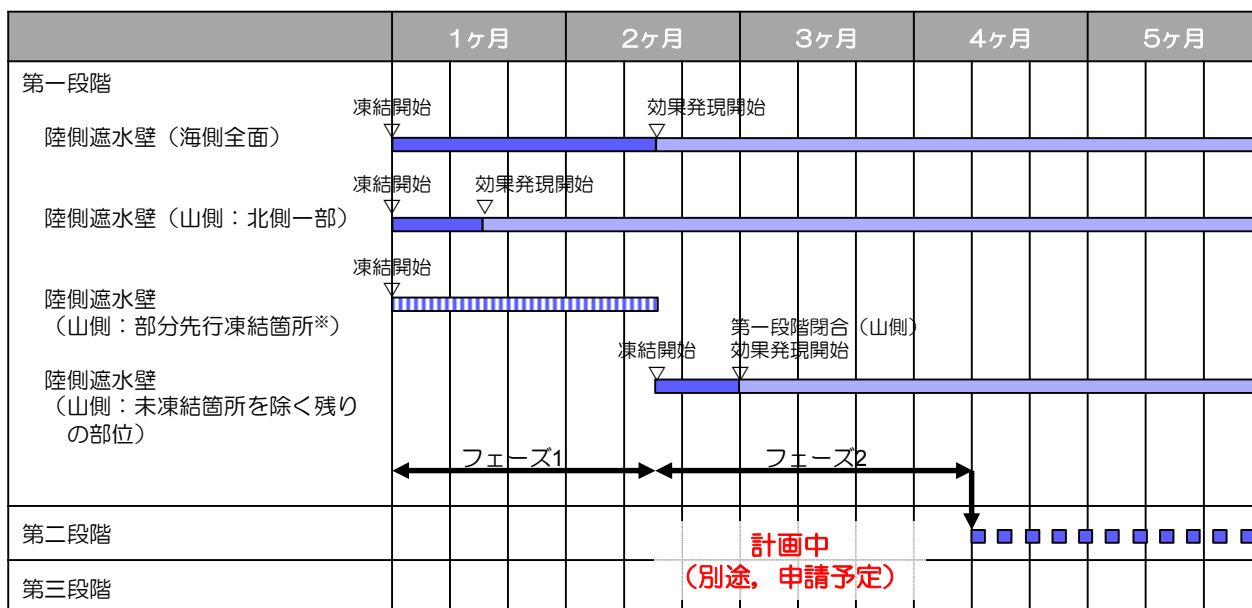 1ヶ月 2ヶ月 3ヶ月 4ヶ月 5ヶ月
第一段階
凍結開始 効果発現開始
陸側遮水壁（海側全面）
凍結開始 効果発現開始
陸側遮水壁（山側：北側一部）
凍結開始
陸側遮水壁
（山側：部分先行凍結箇所※）
第一段階閉合（山側）
凍結開始 効果発現開始
陸側遮水壁
（山側：未凍結箇所を除く残り
の部位）
フェーズ1 フェーズ2
第二段階
計画中
（別途，申請予定）
第三段階